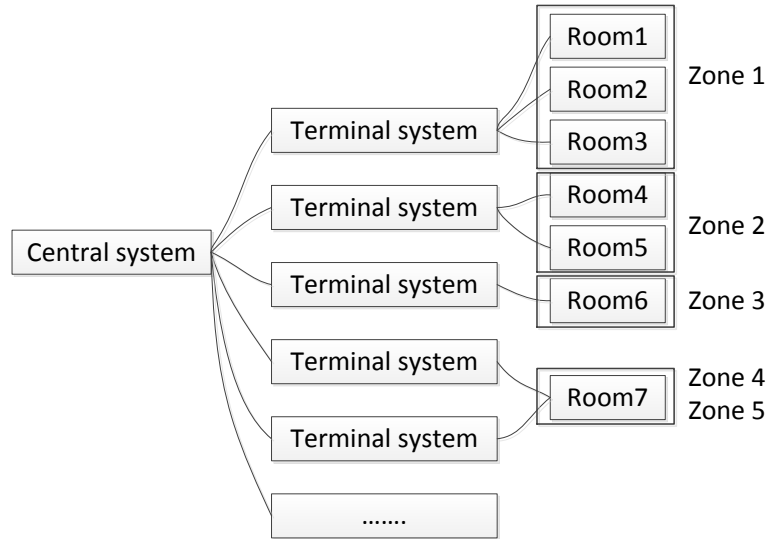 Central system
Terminal system
Terminal system
Terminal system
Terminal system
Terminal system
…….
Room1
Room2
Room3
Zone 1
Room4
Room5
Zone 2
Room6
Zone 3
Room7
Zone 4
Zone 5